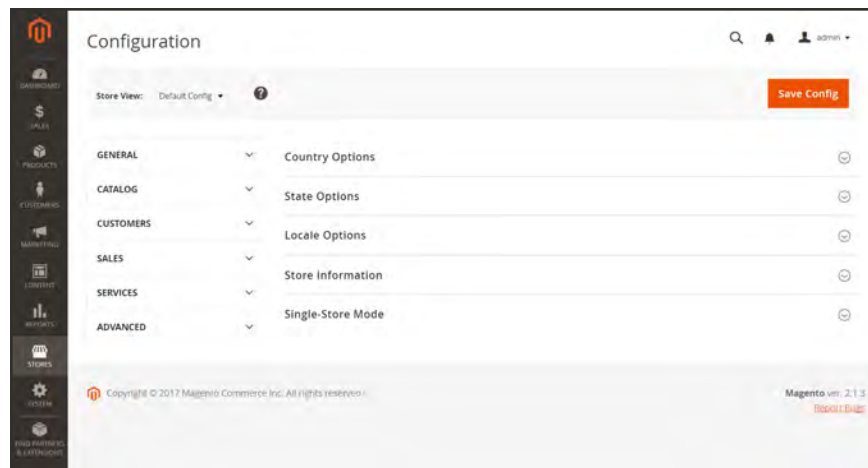 Configuration
admin
DASHBOARD
SALES
PRODUCTS
CUSTOMERS
MARKETING
CONTENT
REPORTS
STORES
SYSTEM
FIND PARTNERS
& EXTENSIONS
Store View: Default Config
?
Save Config
GENERAL
CATALOG
CUSTOMERS
SALES
SERVICES
ADVANCED
Country Options
State Options
Locale Options
Store Information
Single-Store Mode
Copyright © 2017 Magento Commerce Inc. All rights reserved.
Magento ver. 2.1.3
Report Bugs